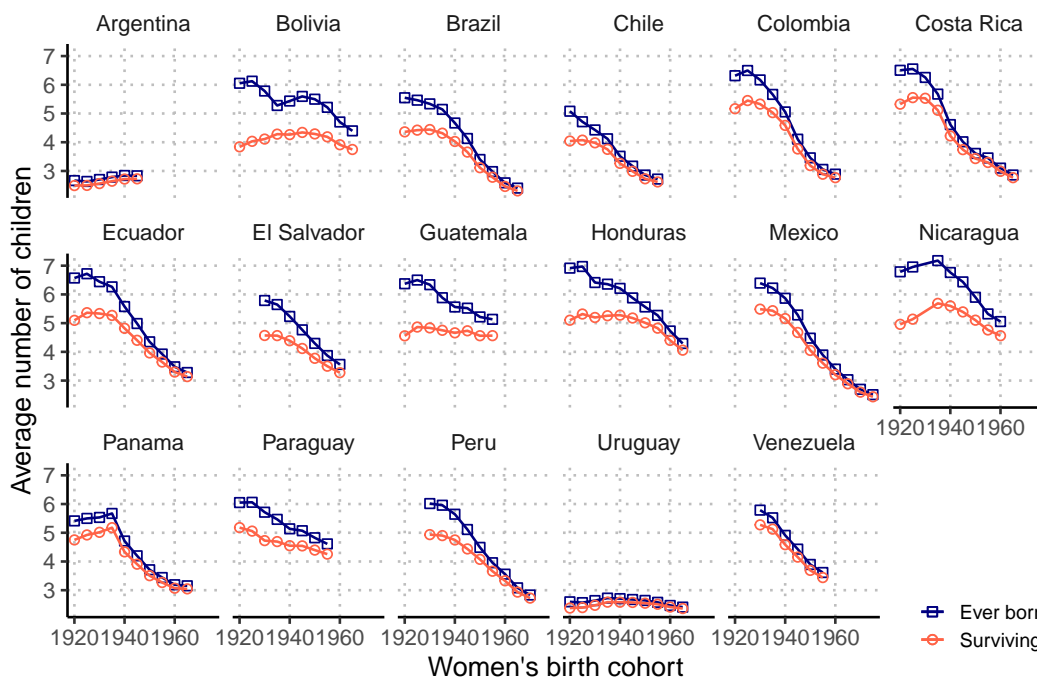 Argentina Bolivia Brazil Chile Colombia Costa Rica
7
6
5
4
3
Ecuador El Salvador Guatemala Honduras Mexico Nicaragua
7
6
5
4
3
1920 1940 1960
Panama Paraguay Peru Uruguay Venezuela
7
6
5
4
3
1920 1940 1960 1920 1940 1960 1920 1940 1960 1920 1940 1960 1920 1940 1960
Average number of children
Women's birth cohort
Ever born
Surviving